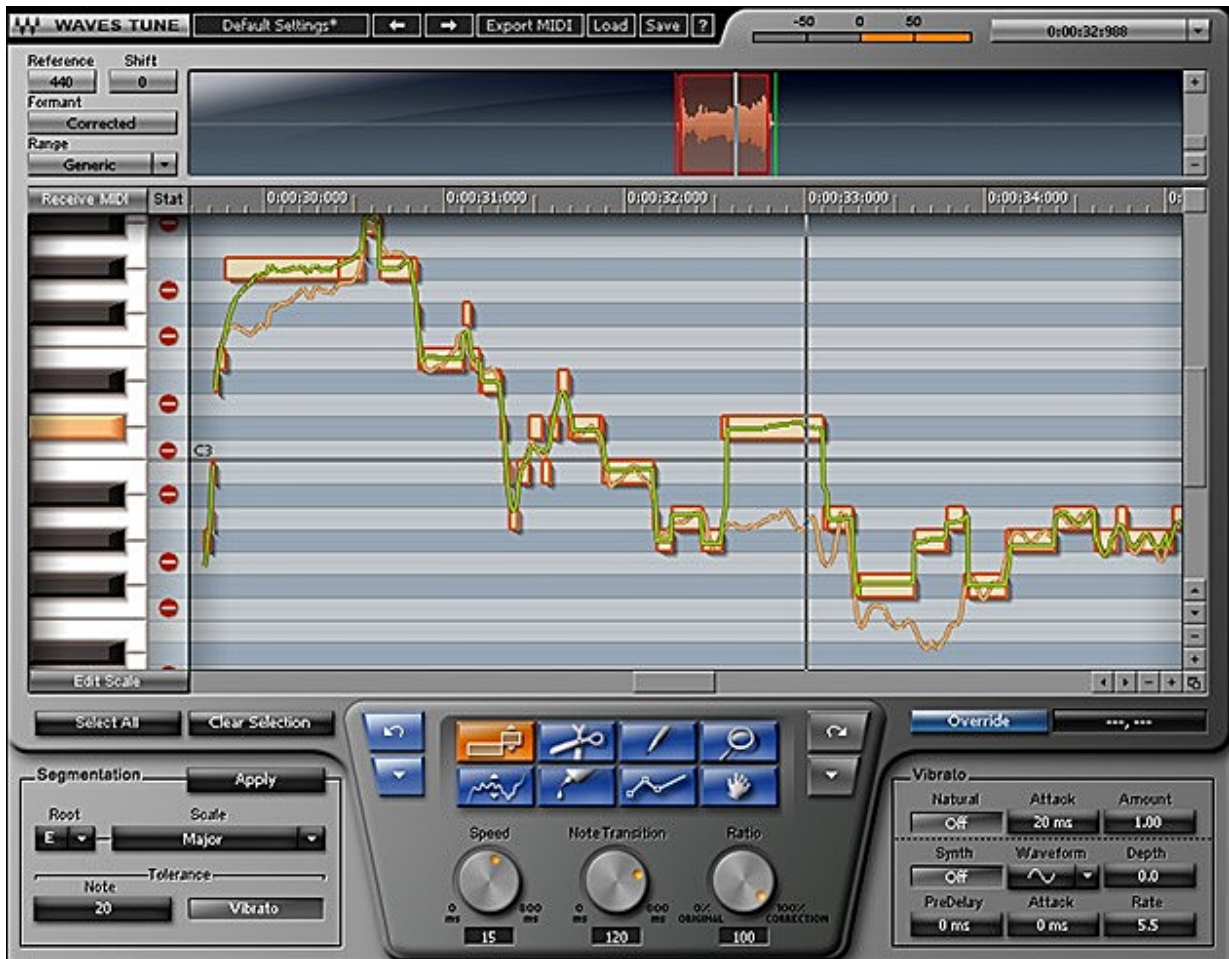 WAVES TUNE Default Settings* Export MIDI Load Save ? -50 0 50 0:00:32:988
Reference Shift
440 0
Formant
Corrected
Range
Generic
Receive MIDI Stat 0:00:30:000 0:00:31:000 0:00:32:000 0:00:33:000 0:00:34:000 0:
C3
Edit Scale
Select All Clear Selection Override ---, ---
Segmentation Apply Vibrato
Root Scale Natural Attack Amount
E Major Off 20 ms 1.00
Speed Note Transition Ratio Synth Waveform Depth
Tolerance Off 0.0
Note PreDelay Attack Rate
20 Vibrato 0 ms 0 ms 5.5
0 ms 800 ms 0 ms 600 ms 0% ORIGINAL 100% CORRECTION
15 120 100